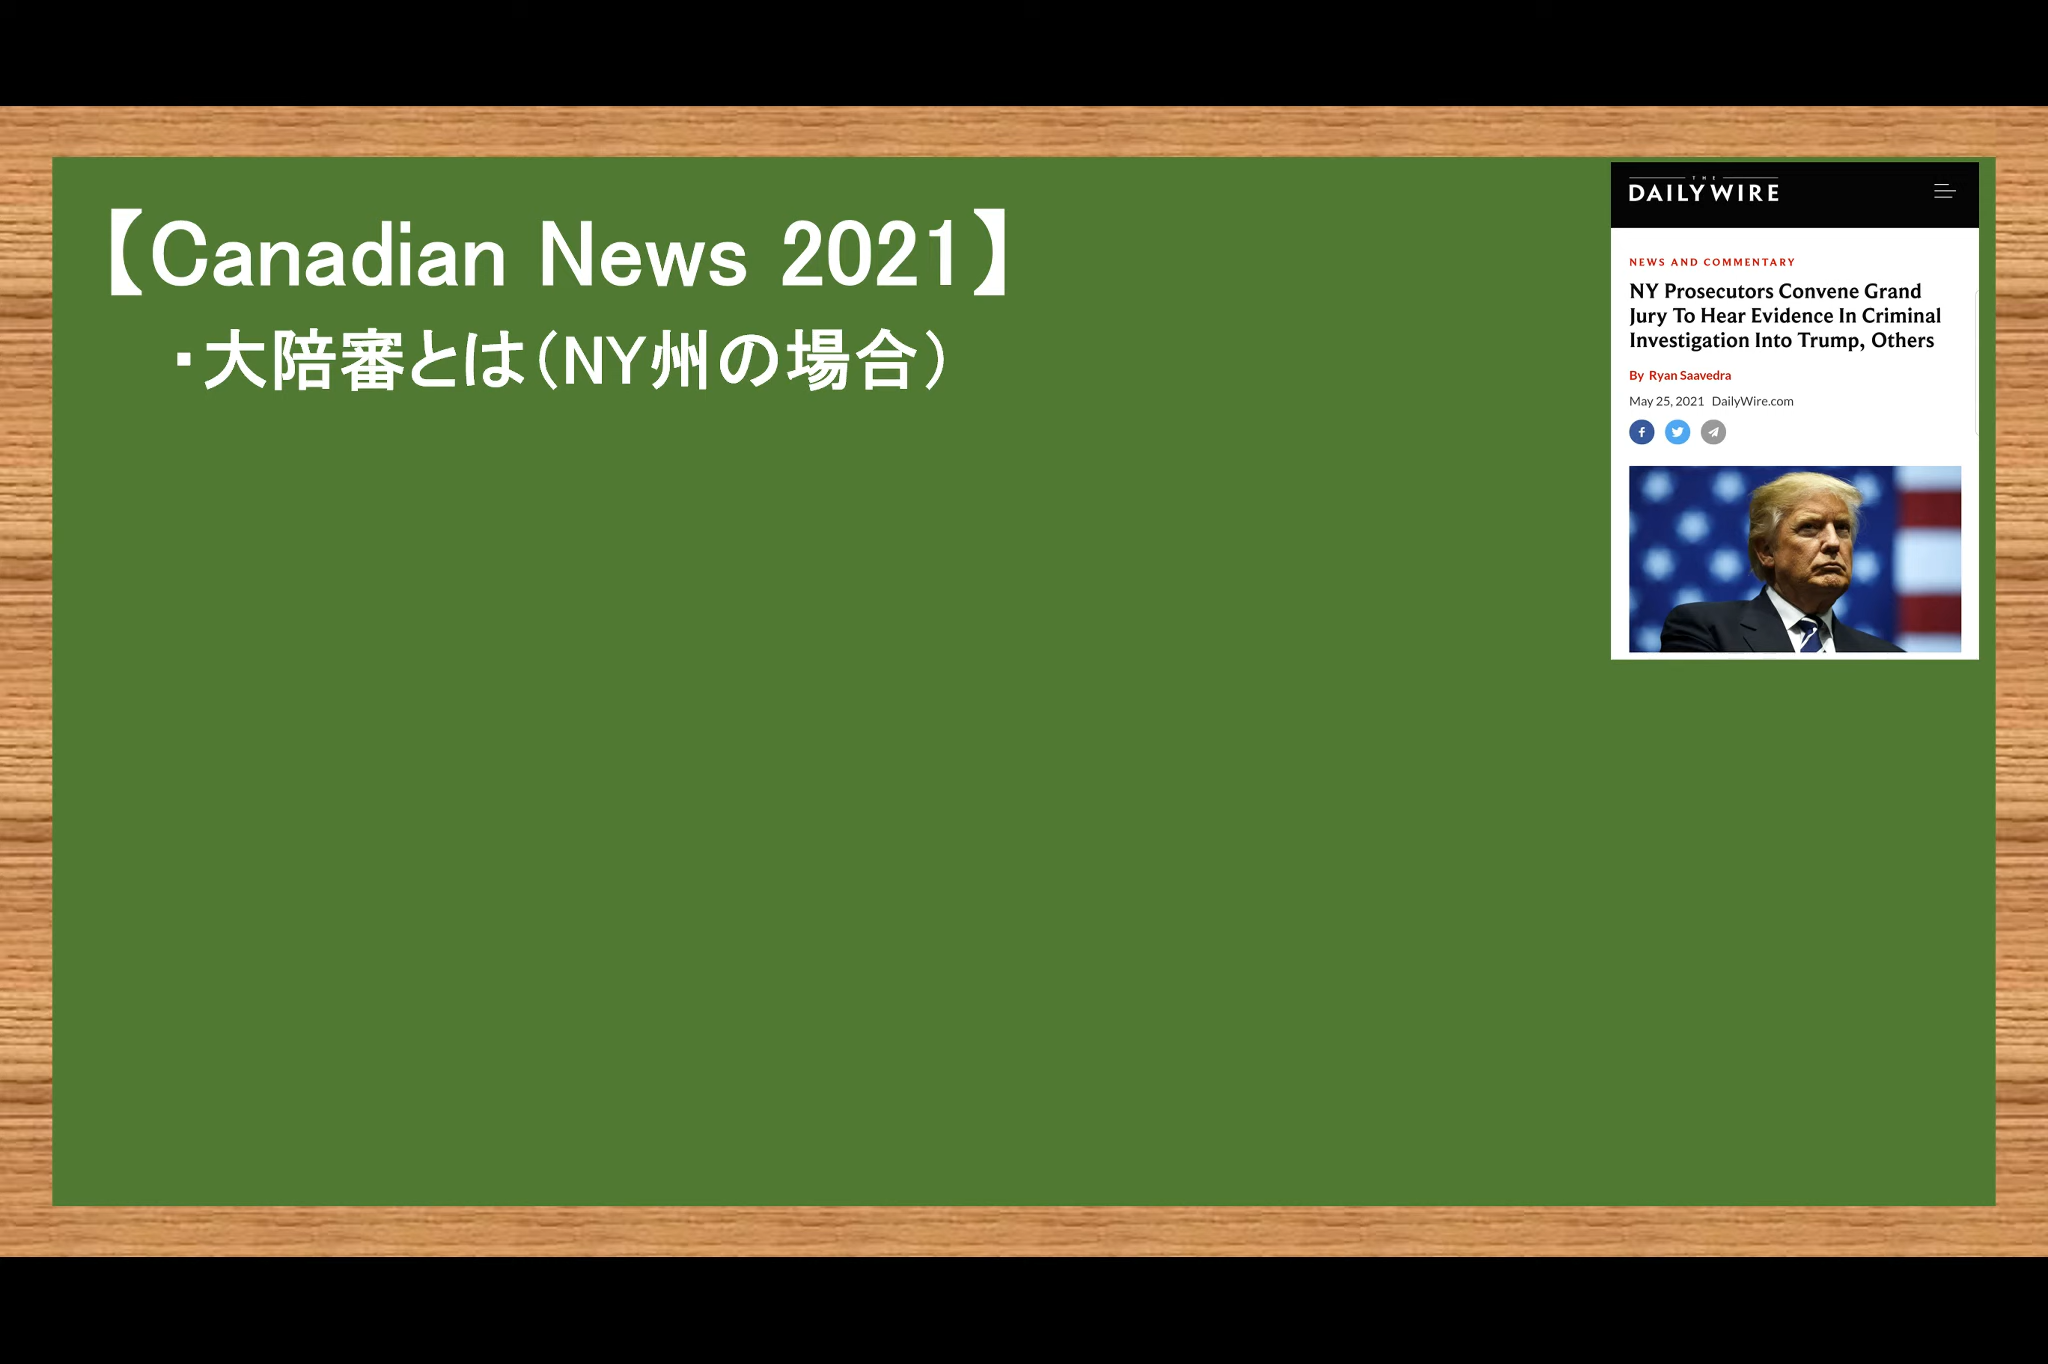 【Canadian News 2021】
・大陪審とは（NY州の場合）
THE
DAILY WIRE
NEWS AND COMMENTARY
NY Prosecutors Convene Grand
Jury To Hear Evidence In Criminal
Investigation Into Trump, Others
By Ryan Saavedra
May 25, 2021 DailyWire.com